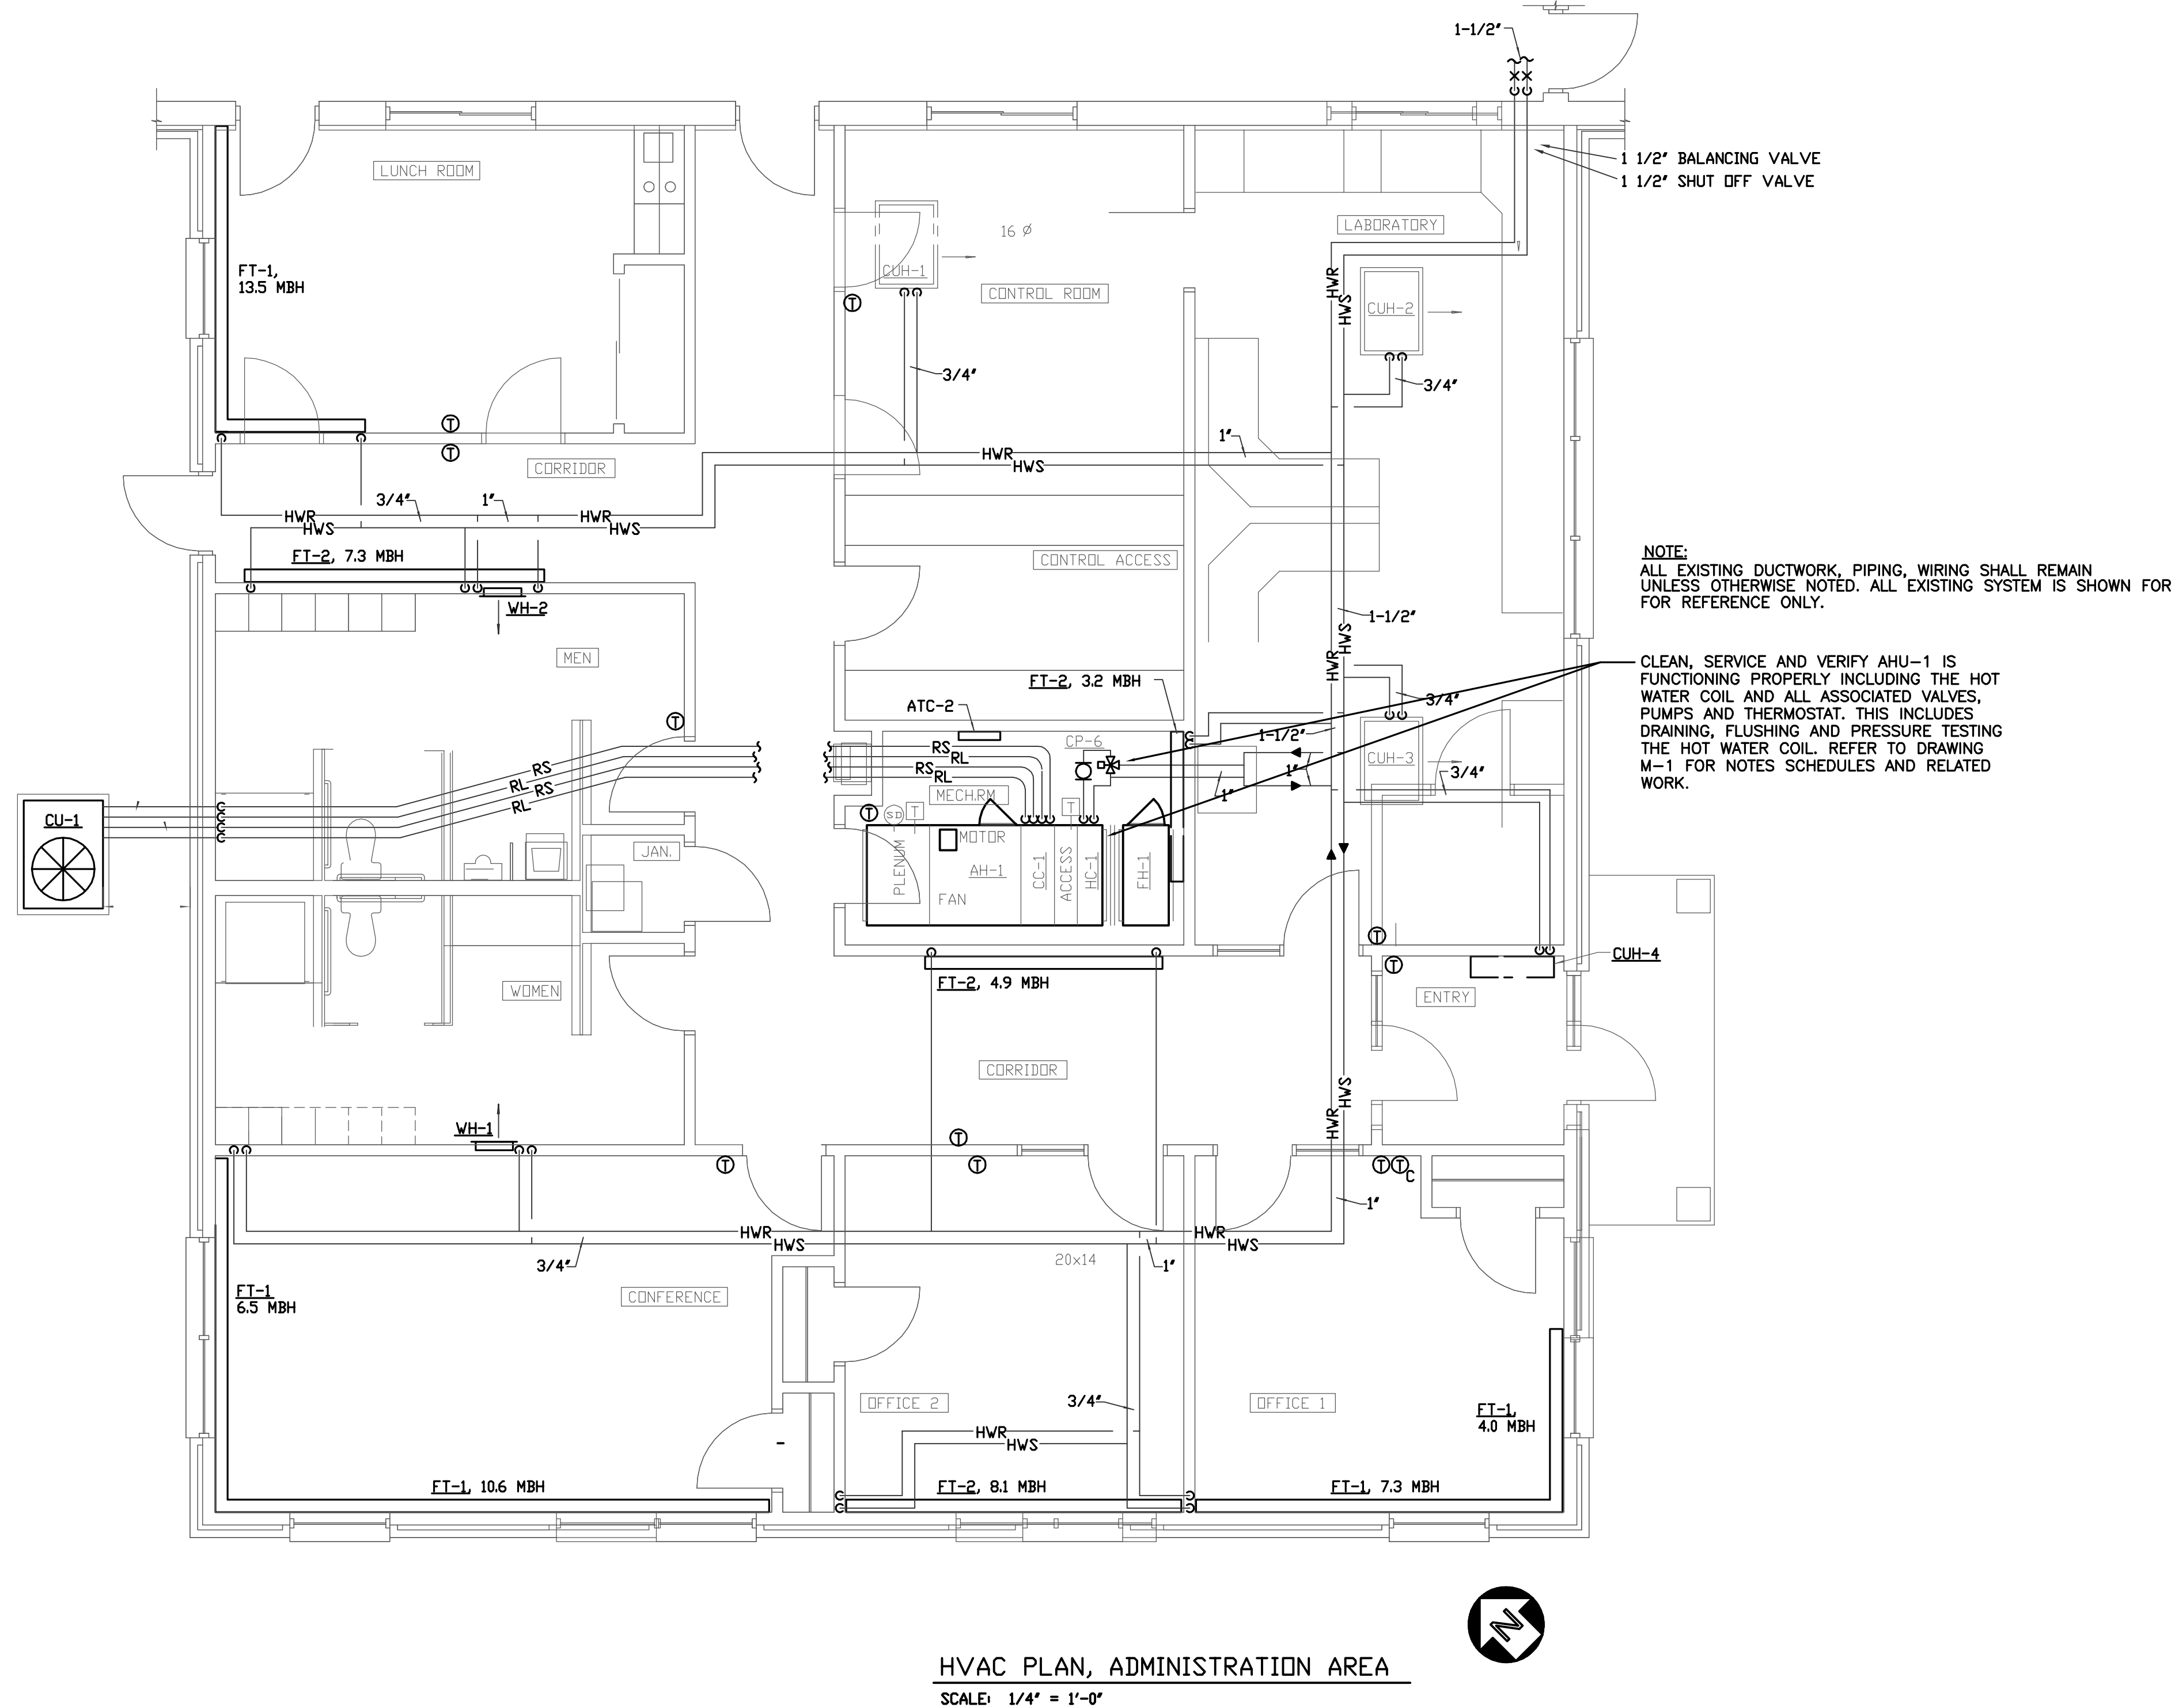 1-1/2"
1 1/2" BALANCING VALVE
1 1/2" SHUT OFF VALVE
LUNCH ROOM
LABORATORY
16 Ø
FT-1,
13.5 MBH
CUH-1
CONTROL ROOM
HWR
HWS
CUH-2
T
3/4"
3/4"
T
T
CORRIDOR
1"
HWR
HWS
3/4"
1"
HWR
HWS
HWR
HWS
FT-2, 7.3 MBH
CONTROL ACCESS
NOTE:
ALL EXISTING DUCTWORK, PIPING, WIRING SHALL REMAIN
UNLESS OTHERWISE NOTED. ALL EXISTING SYSTEM IS SHOWN FOR
FOR REFERENCE ONLY.
WH-2
1-1/2"
MEN
HWS
HWR
CLEAN, SERVICE AND VERIFY AHU-1 IS
FUNCTIONING PROPERLY INCLUDING THE HOT
WATER COIL AND ALL ASSOCIATED VALVES,
PUMPS AND THERMOSTAT. THIS INCLUDES
DRAINING, FLUSHING AND PRESSURE TESTING
THE HOT WATER COIL. REFER TO DRAWING
M-1 FOR NOTES SCHEDULES AND RELATED
WORK.
FT-2, 3.2 MBH
ATC-2
3/4"
T
CP-6
1-1/2"
RS
RL
RS
RL
RS
RL
RS
RL
CUH-3
1"
3/4"
1"
MECH.RM
CU-1
T
SD
T
T
MOTOR
JAN.
PLENUM
AH-1
FAN
CC-1
ACCESS
HC-1
FH-1
T
T
CUH-4
FT-2, 4.9 MBH
WOMEN
ENTRY
CORRIDOR
HWS
HWR
WH-1
T
T
T
T
T
C
1"
HWR
HWS
HWR
HWS
3/4"
20x14
1"
FT-1
6.5 MBH
CONFERENCE
OFFICE 2
3/4"
OFFICE 1
FT-1,
4.0 MBH
HWR
HWS
FT-1, 10.6 MBH
FT-2, 8.1 MBH
FT-1, 7.3 MBH
N
HVAC PLAN, ADMINISTRATION AREA
SCALE: 1/4" = 1'-0"